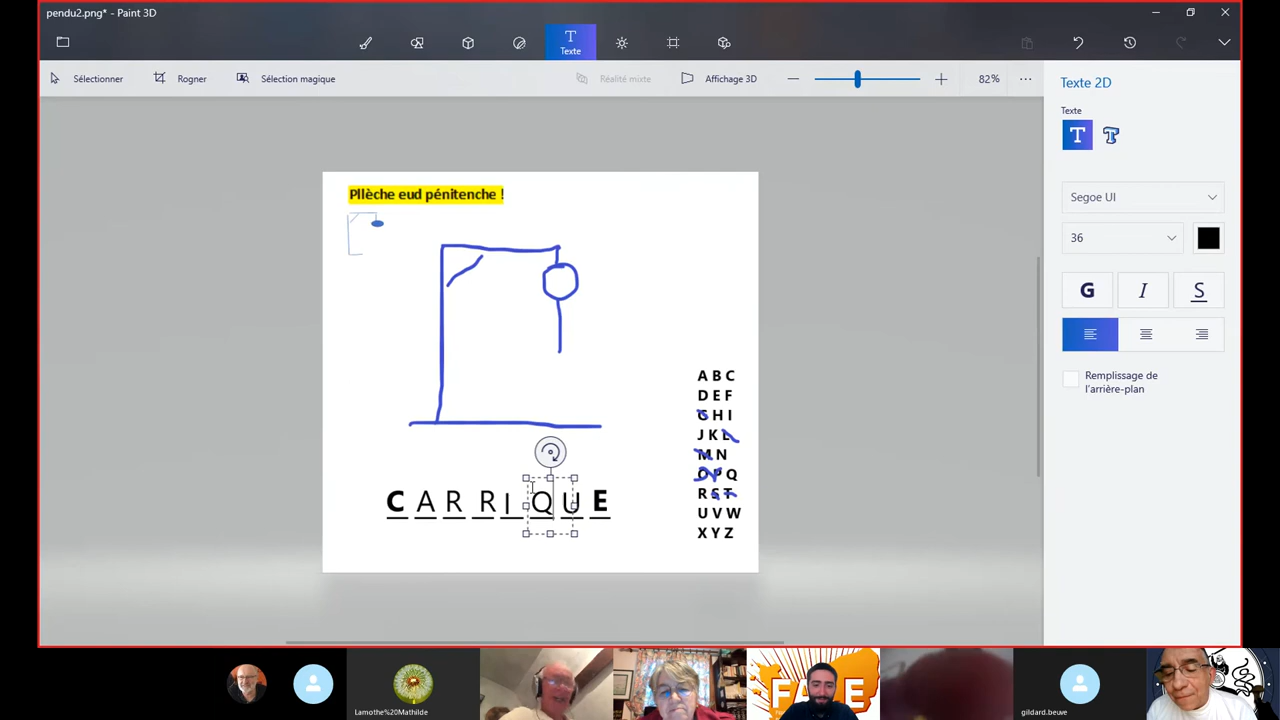 pendu2.png* - Paint 3D
Texte
Sélectionner
Rogner
Sélection magique
Réalité mixte
Affichage 3D
82%
Texte 2D
Texte
Segoe UI
36
G I S
Remplissage de
l'arrière-plan
Pllèche eud pénitenche !
A B C
D E F
G H I
J K L
M N
O P Q
R S T
U V W
X Y Z
C A R R I Q U E
Lamothe%20Mathilde
gildard.beuve